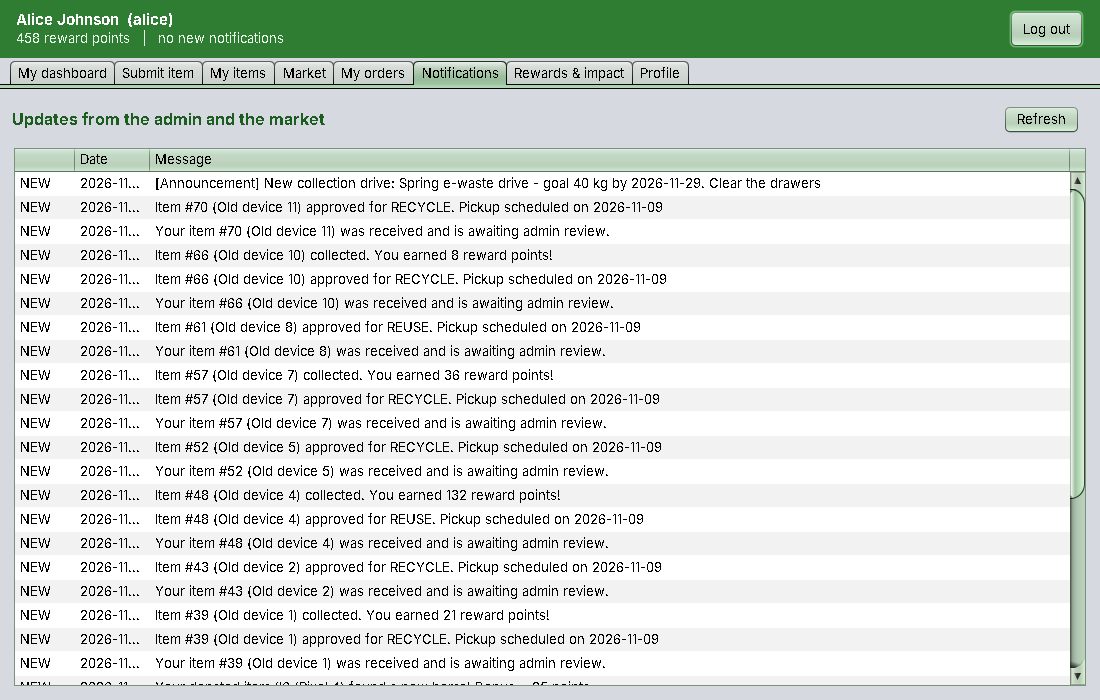 Alice Johnson (alice)
458 reward points | no new notifications
Log out
My dashboard Submit item My items Market My orders Notifications Rewards & impact Profile
Updates from the admin and the market
Refresh
Date Message
NEW 2026-11... [Announcement] New collection drive: Spring e-waste drive - goal 40 kg by 2026-11-29. Clear the drawers
NEW 2026-11... Item #70 (Old device 11) approved for RECYCLE. Pickup scheduled on 2026-11-09
NEW 2026-11... Your item #70 (Old device 11) was received and is awaiting admin review.
NEW 2026-11... Item #66 (Old device 10) collected. You earned 8 reward points!
NEW 2026-11... Item #66 (Old device 10) approved for RECYCLE. Pickup scheduled on 2026-11-09
NEW 2026-11... Your item #66 (Old device 10) was received and is awaiting admin review.
NEW 2026-11... Item #61 (Old device 8) approved for REUSE. Pickup scheduled on 2026-11-09
NEW 2026-11... Your item #61 (Old device 8) was received and is awaiting admin review.
NEW 2026-11... Item #57 (Old device 7) collected. You earned 36 reward points!
NEW 2026-11... Item #57 (Old device 7) approved for RECYCLE. Pickup scheduled on 2026-11-09
NEW 2026-11... Your item #57 (Old device 7) was received and is awaiting admin review.
NEW 2026-11... Item #52 (Old device 5) approved for RECYCLE. Pickup scheduled on 2026-11-09
NEW 2026-11... Your item #52 (Old device 5) was received and is awaiting admin review.
NEW 2026-11... Item #48 (Old device 4) collected. You earned 132 reward points!
NEW 2026-11... Item #48 (Old device 4) approved for REUSE. Pickup scheduled on 2026-11-09
NEW 2026-11... Your item #48 (Old device 4) was received and is awaiting admin review.
NEW 2026-11... Item #43 (Old device 2) approved for RECYCLE. Pickup scheduled on 2026-11-09
NEW 2026-11... Your item #43 (Old device 2) was received and is awaiting admin review.
NEW 2026-11... Item #39 (Old device 1) collected. You earned 21 reward points!
NEW 2026-11... Item #39 (Old device 1) approved for RECYCLE. Pickup scheduled on 2026-11-09
NEW 2026-11... Your item #39 (Old device 1) was received and is awaiting admin review.